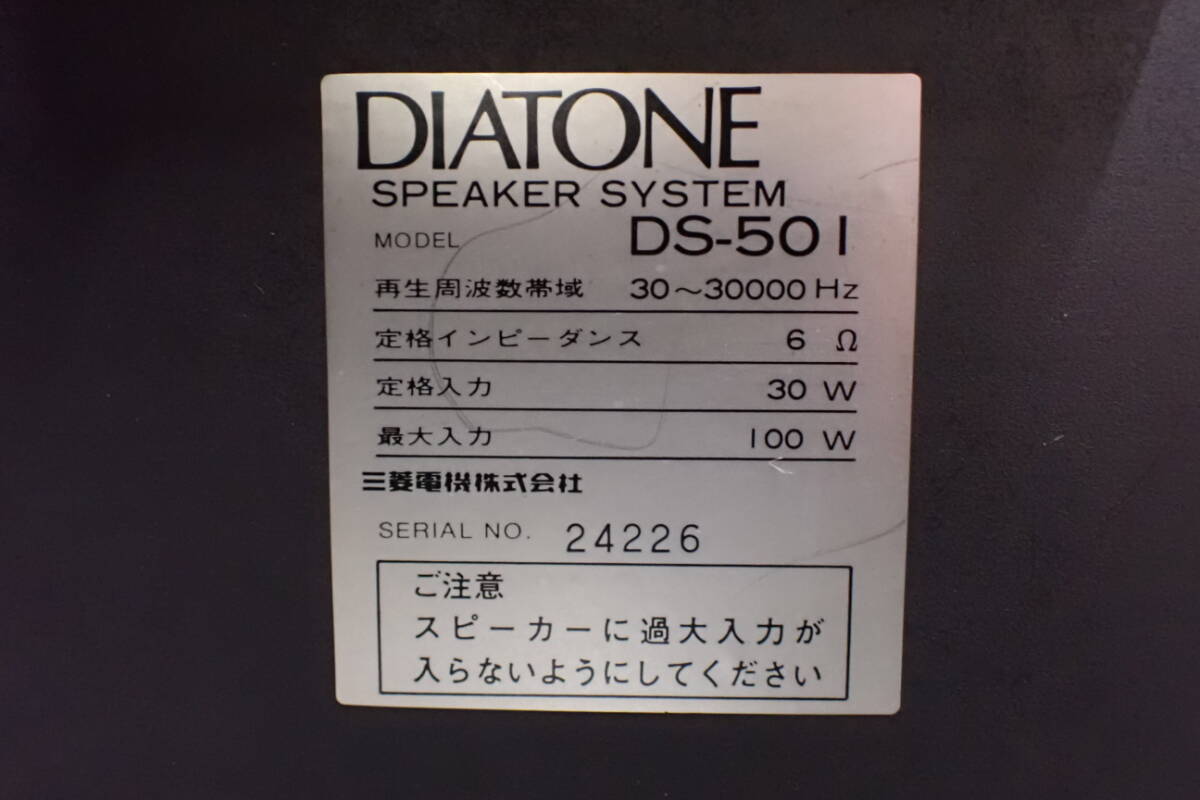 DIATONE
SPEAKER SYSTEM
MODEL DS-501
再生周波数帯域 30～30000 Hz
定格インピーダンス 6 Ω
定格入力 30 W
最大入力 100 W
三菱電機株式会社
SERIAL NO. 24226
ご注意
スピーカーに過大入力が
入らないようにしてください